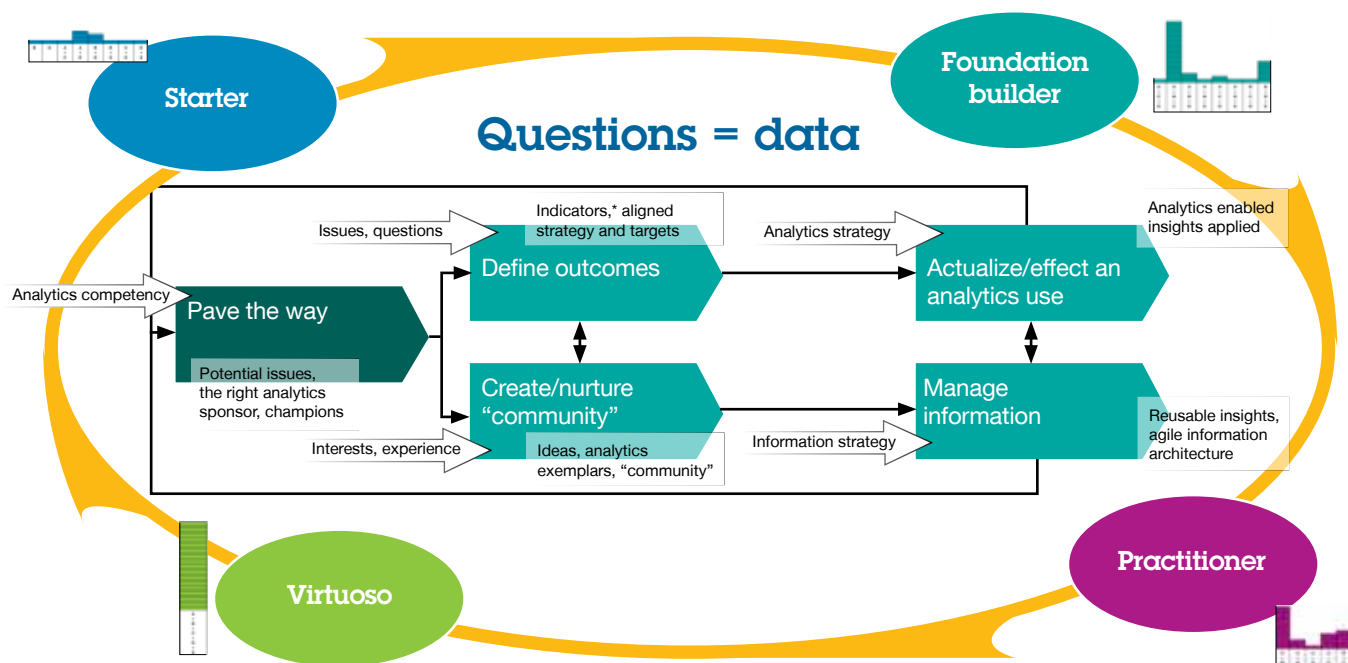 Starter
Foundation
builder
Questions = data
Issues, questions
Indicators,* aligned
strategy and targets
Analytics strategy
Analytics enabled
insights applied
Define outcomes
Actualize/effect an
analytics use
Analytics competency
Pave the way
Potential issues,
the right analytics
sponsor, champions
Create/nurture
“community”
Manage
information
Interests, experience
Ideas, analytics
exemplars, “community”
Information strategy
Reusable insights,
agile information
architecture
Virtuoso
Practitioner